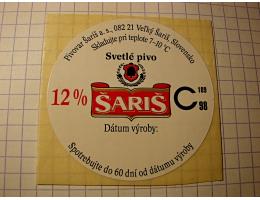 Pivovar Šariš a. s., 082 21 Veľký Šariš, Slovensko
Skladujte pri teplote 7-10°C
Svetlé pivo
12% ŠARIŠ C 189
98
Dátum výroby:
Spotrebujte do 60 dní od dátumu výroby